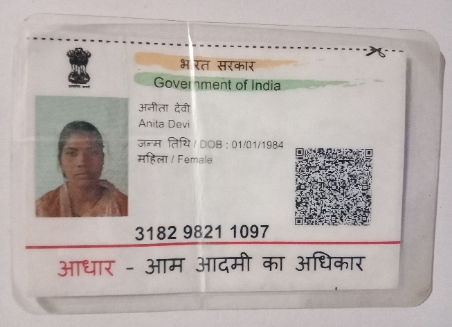 भारत सरकार
Government of India
अनीता देवी
Anita Devi
जन्म तिथि / DOB : 01/01/1984
महिला / Female
3182 9821 1097
आधार - आम आदमी का अधिकार